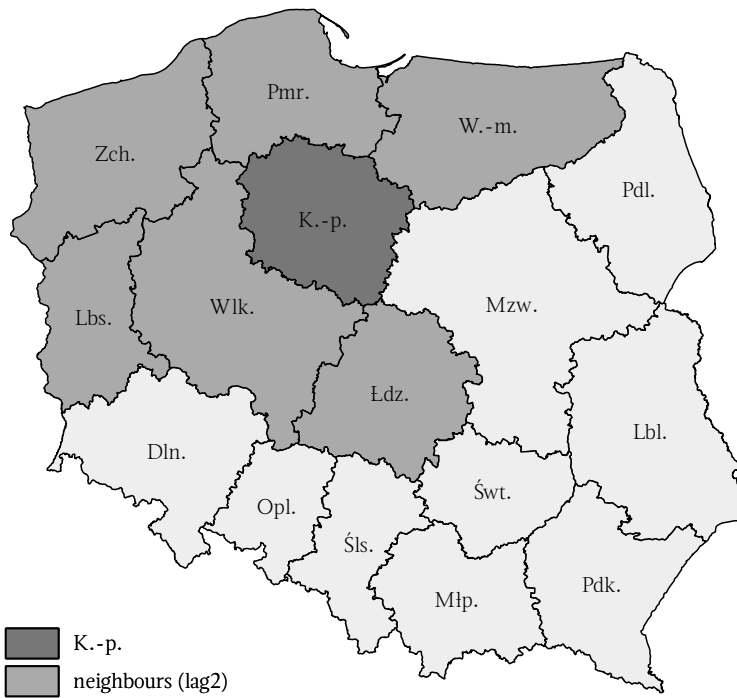 Pmr.
W.-m.
Zch.
Pdl.
K.-p.
Mzw.
Wlk.
Lbs.
Łdz.
Lbl.
Dln.
Świt.
Opl.
Śls.
Pdk.
Młp.
K.-p.
neighbours (lag2)